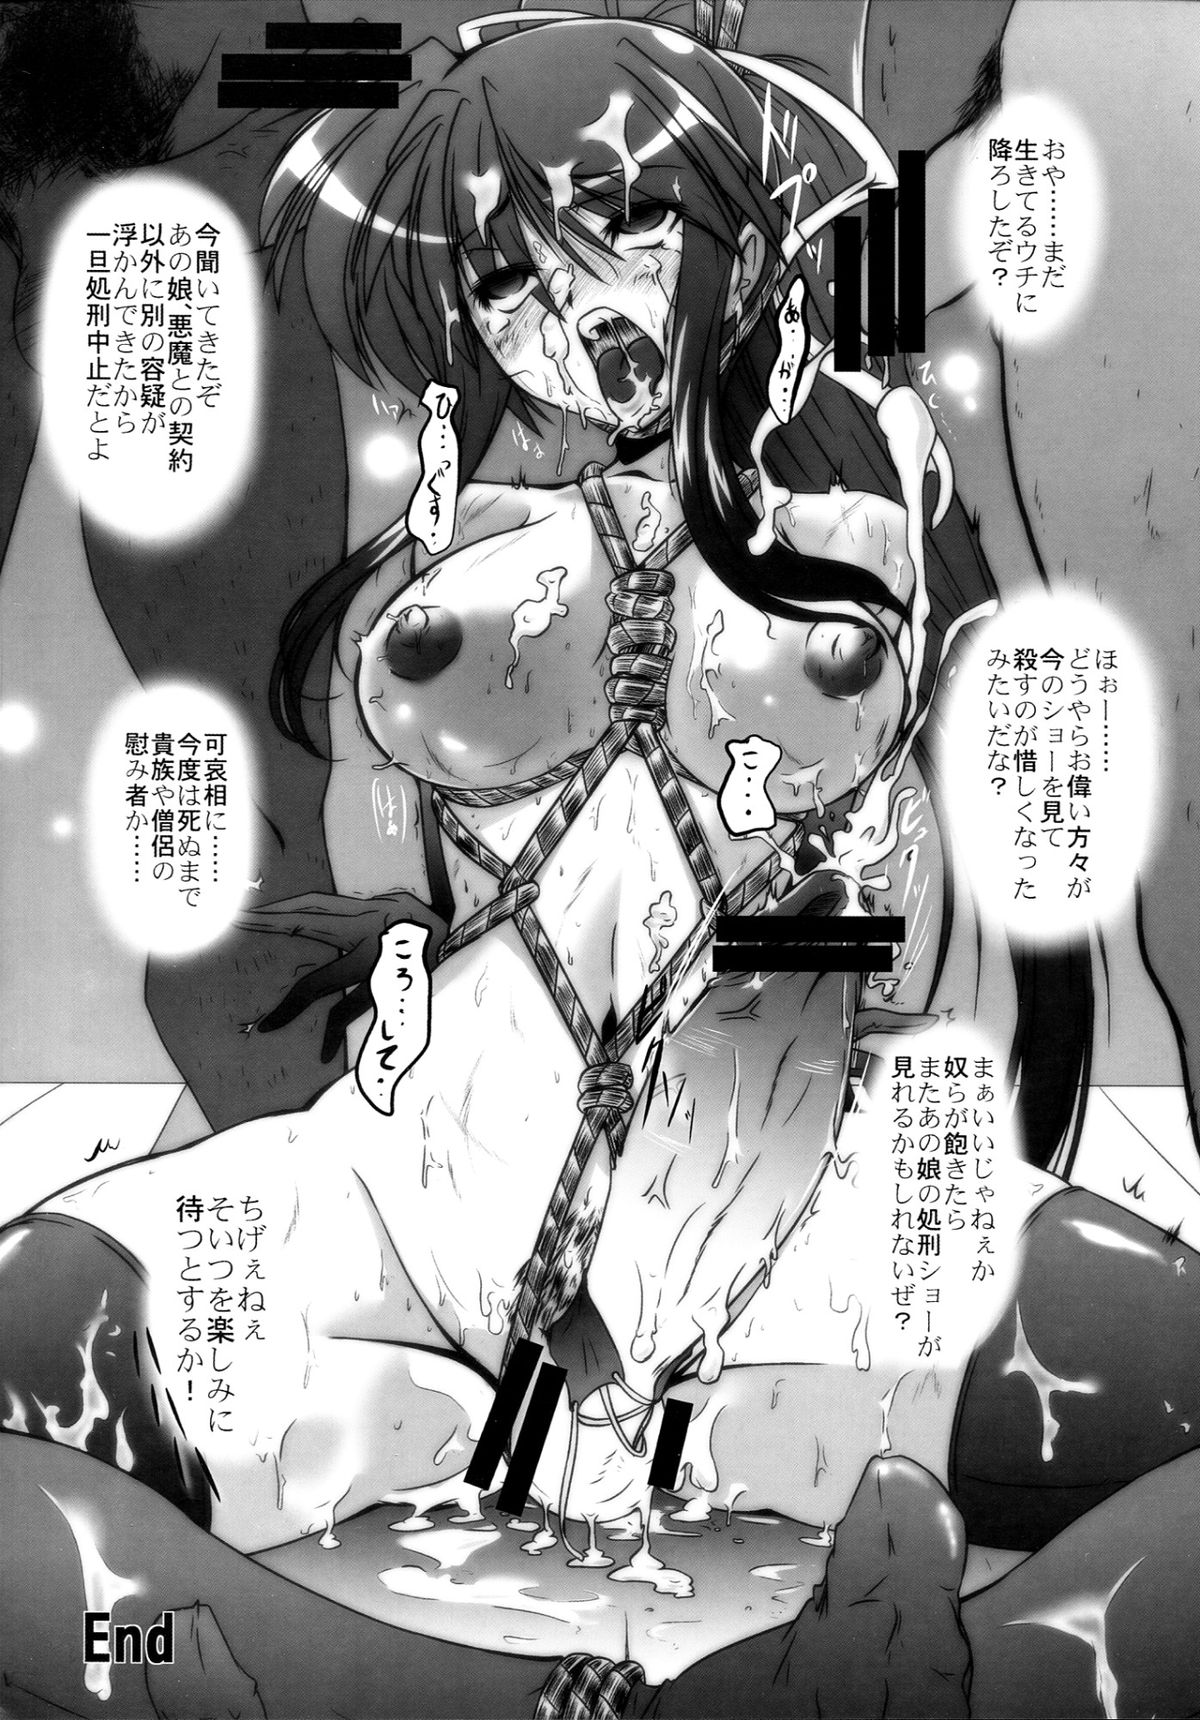 おや……まだ
生きてるウチに
降ろしたぞ？
今聞いてきたぞ
あの娘、悪魔との契約
以外に別の容疑が
浮かんできたから
一旦処刑中止だとよ
ほぉー……
どうやらお偉い方々が
今のショーを見て
殺すのが惜しくなった
みたいだな？
可哀相に……
今度は死ぬまで
貴族や僧侶の
慰み者か……
まぁいいじゃねぇか
奴らが飽きたら
またあの娘の処刑ショーが
見れるかもしれないぜ？
ちげぇねぇ
そいつを楽しみに
待つとするか！
あ…が…
ひ…っぐす…
こ…
ころ…して…
End